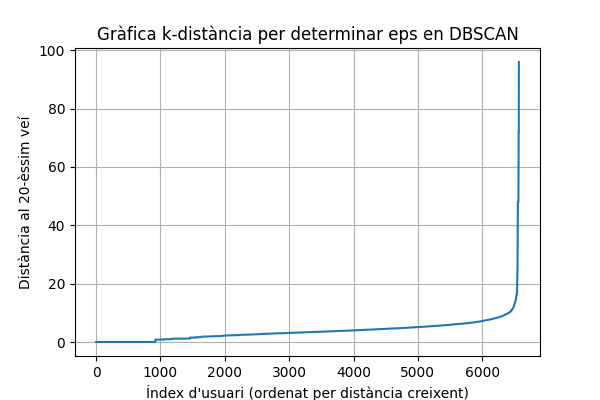 Gràfica k-distància per determinar eps en DBSCAN
100
80
60
40
20
0
Distància al 20-èssim veí
0 1000 2000 3000 4000 5000 6000
Índex d'usuari (ordenat per distància creixent)